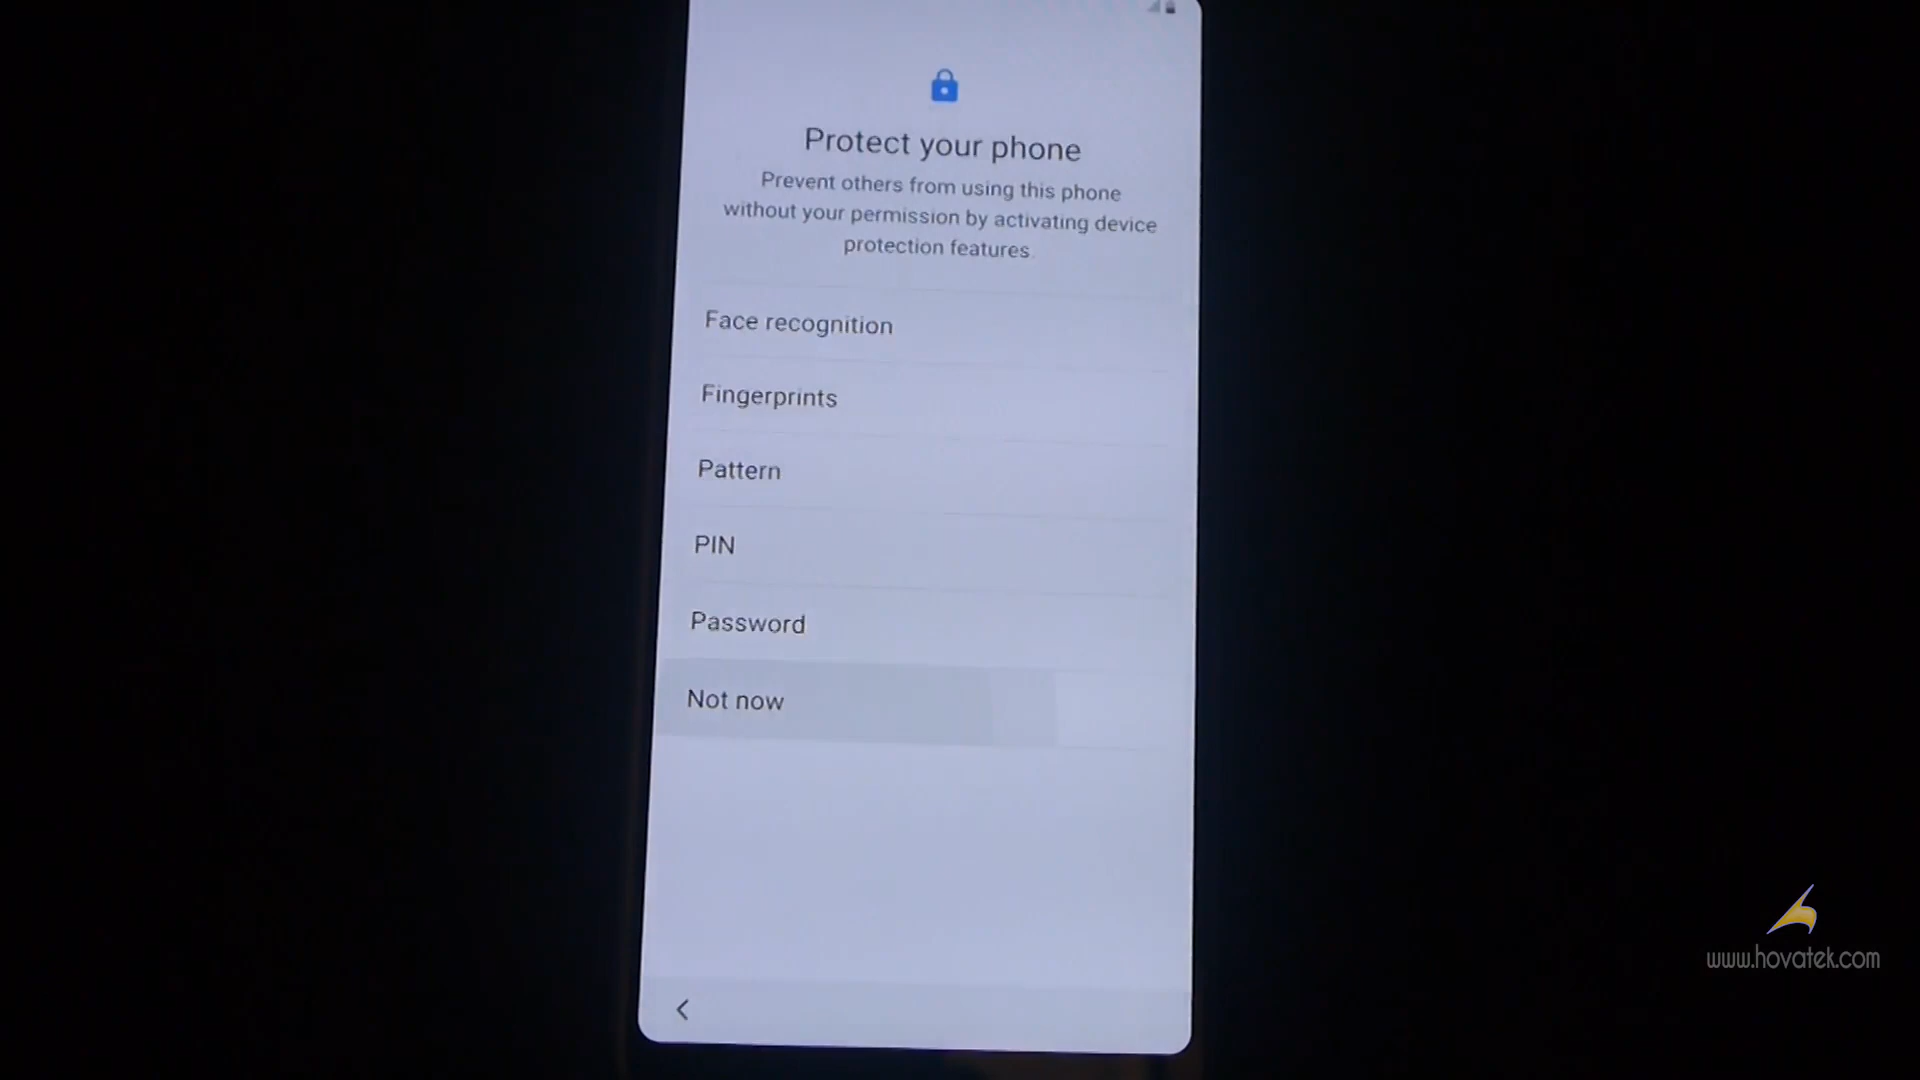 Protect your phone
Prevent others from using this phone
without your permission by activating device
protection features.
Face recognition
Fingerprints
Pattern
PIN
Password
Not now
www.hovatek.com